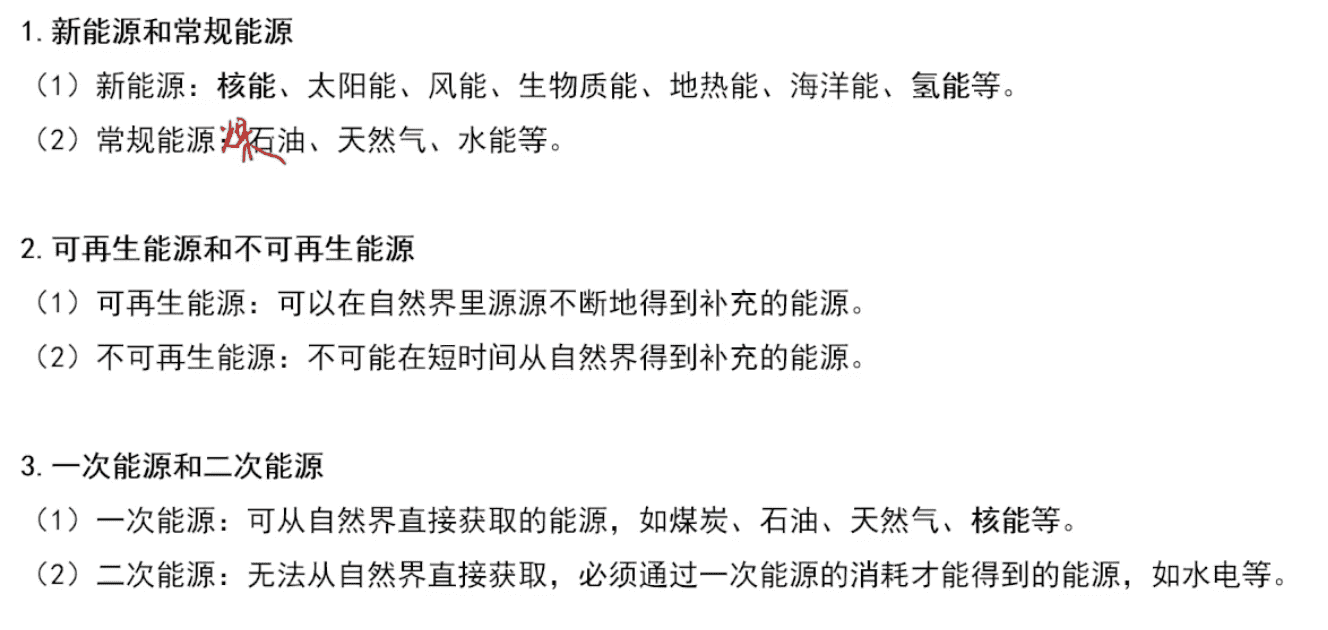 1.新能源和常规能源
（1）新能源：核能、太阳能、风能、生物质能、地热能、海洋能、氢能等。
（2）常规能源：煤石油、天然气、水能等。
2.可再生能源和不可再生能源
（1）可再生能源：可以在自然界里源源不断地得到补充的能源。
（2）不可再生能源：不可能在短时间从自然界得到补充的能源。
3.一次能源和二次能源
（1）一次能源：可从自然界直接获取的能源，如煤炭、石油、天然气、核能等。
（2）二次能源：无法从自然界直接获取，必须通过一次能源的消耗才能得到的能源，如水电等。